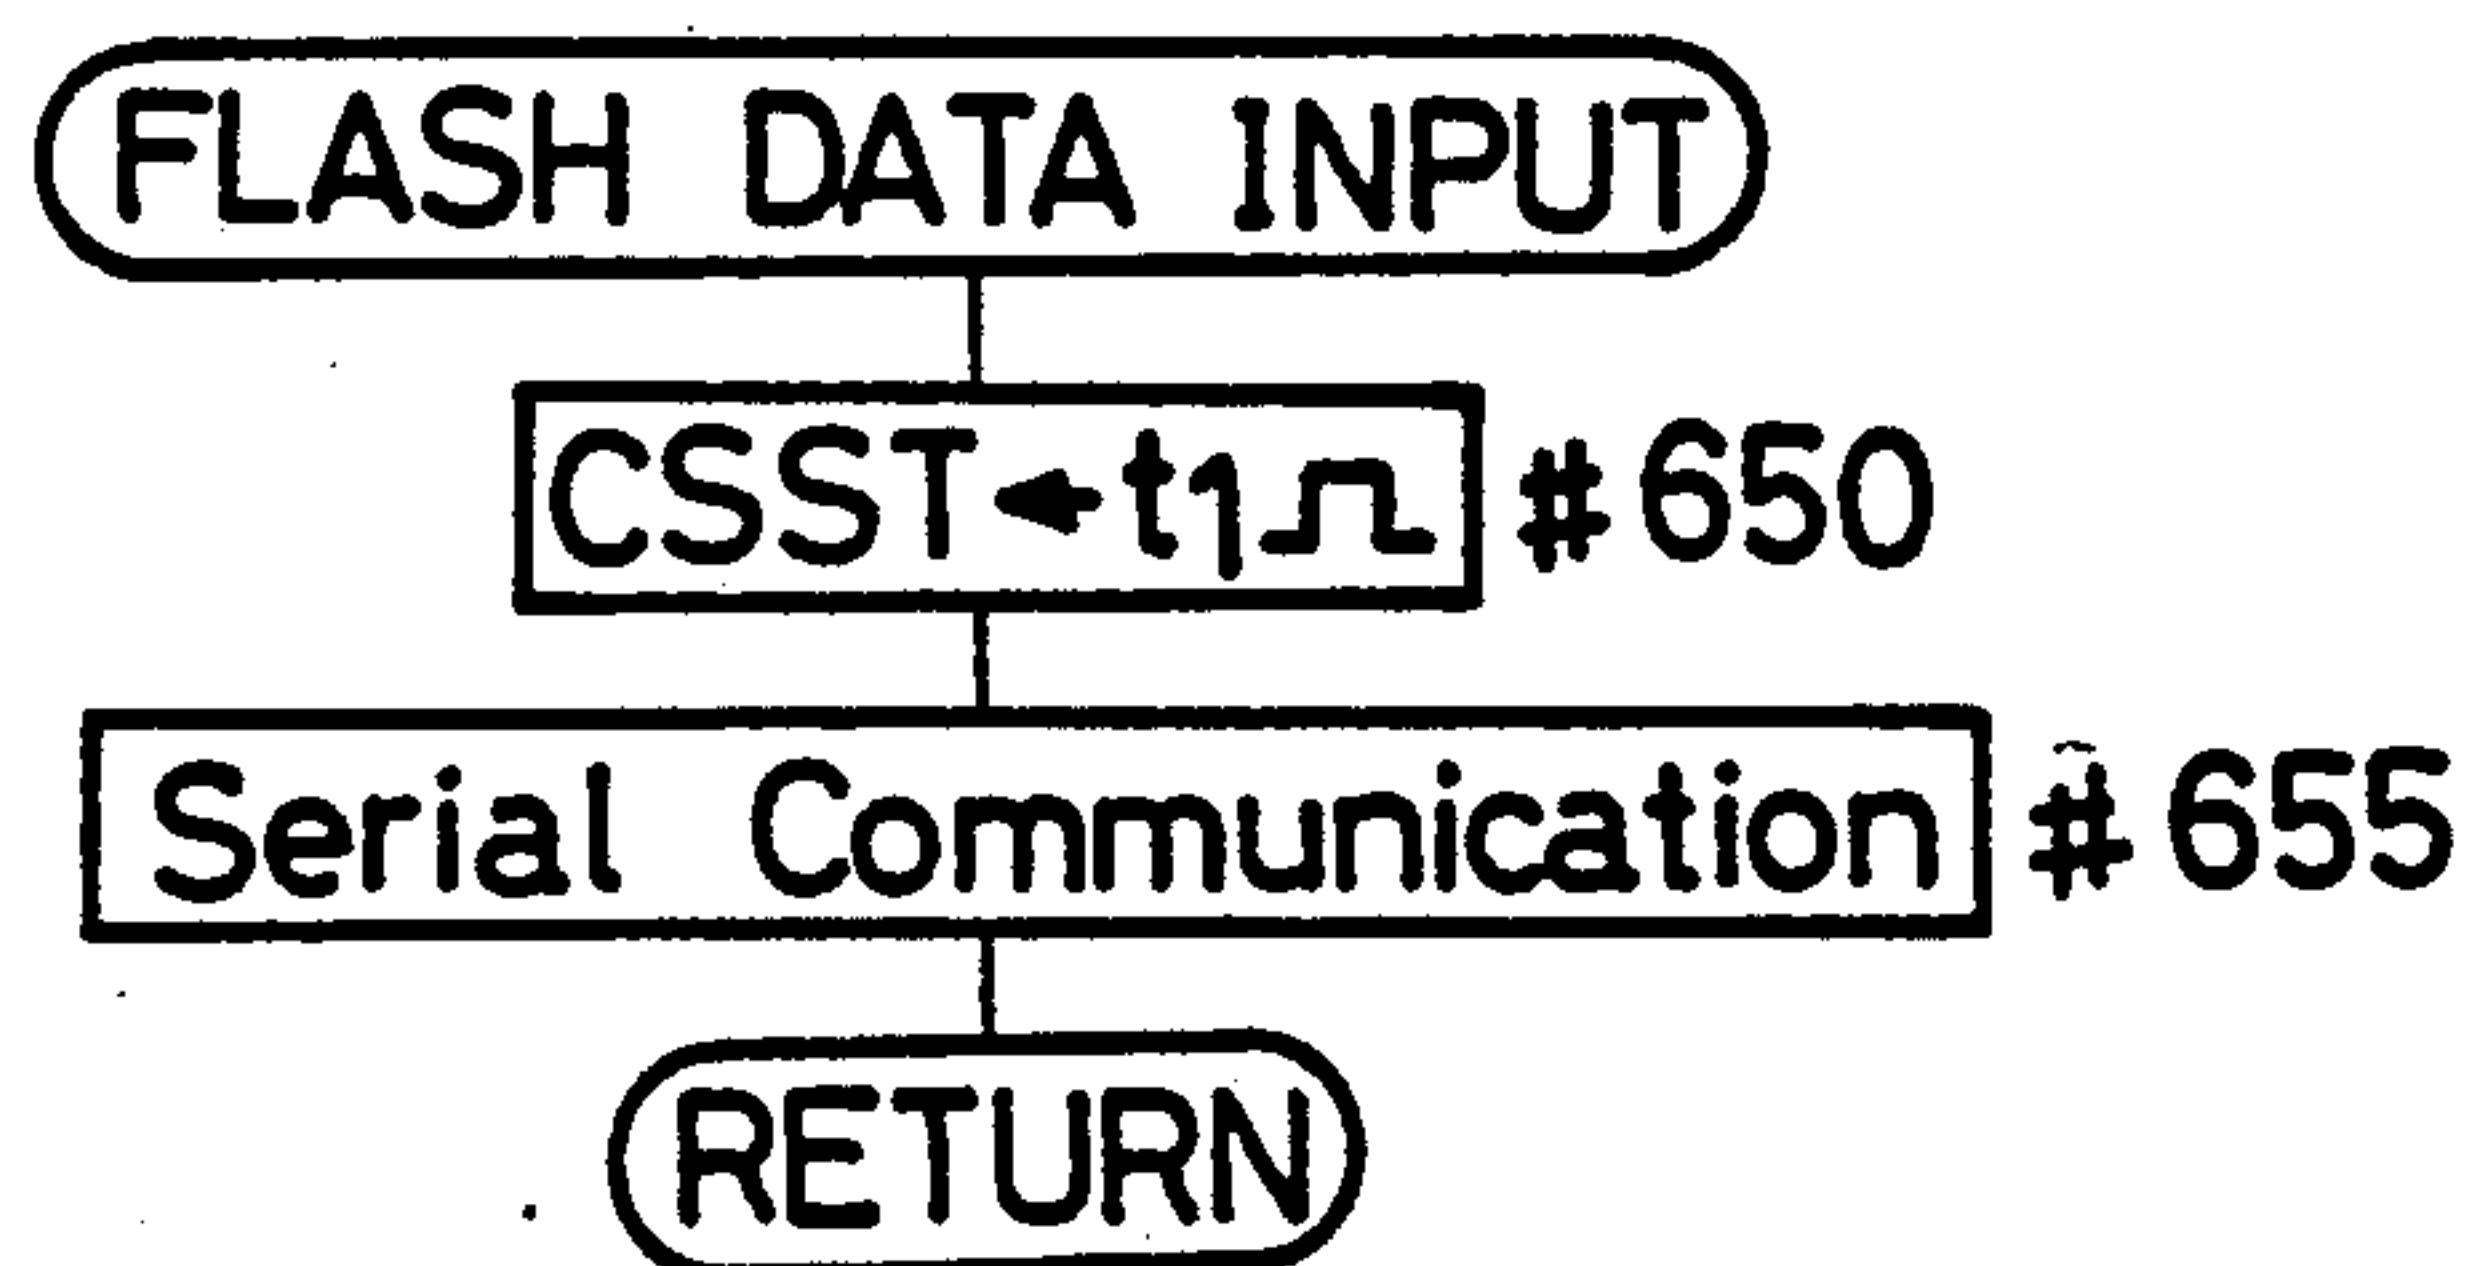 FLASH DATA INPUT
CSST ← t1 ⎍ #650
Serial Communication #655
RETURN